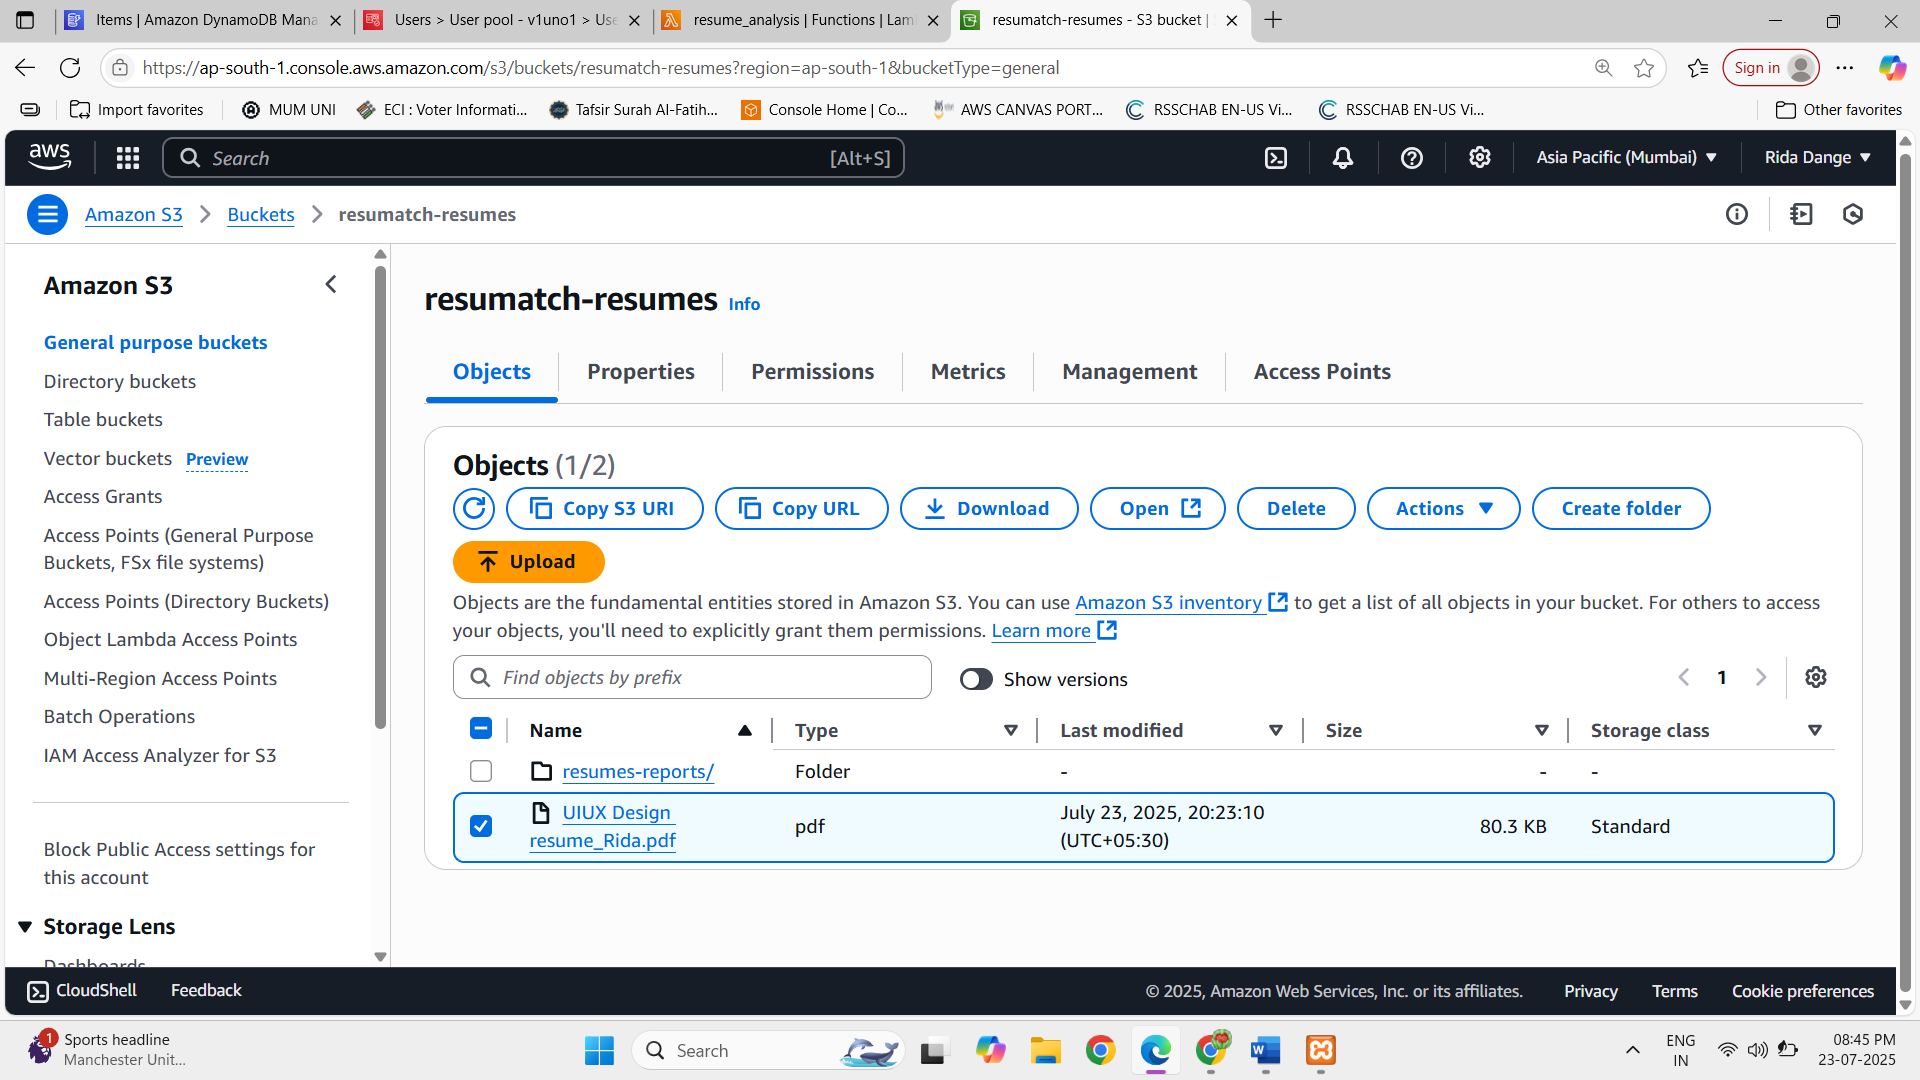 Items | Amazon DynamoDB Mana
Users > User pool - v1uno1 > Use
resume_analysis | Functions | Lam
resumatch-resumes - S3 bucket |
https://ap-south-1.console.aws.amazon.com/s3/buckets/resumatch-resumes?region=ap-south-1&bucketType=general
Sign in
Import favorites
MUM UNI
ECI : Voter Informati...
Tafsir Surah Al-Fatih...
Console Home | Co...
AWS CANVAS PORT...
RSSCHAB EN-US Vi...
RSSCHAB EN-US Vi...
Other favorites
aws
Search
[Alt+S]
Asia Pacific (Mumbai)
Rida Dange
Amazon S3
Buckets
resumatch-resumes
Amazon S3
General purpose buckets
Directory buckets
Table buckets
Vector buckets Preview
Access Grants
Access Points (General Purpose
Buckets, FSx file systems)
Access Points (Directory Buckets)
Object Lambda Access Points
Multi-Region Access Points
Batch Operations
IAM Access Analyzer for S3
Block Public Access settings for
this account
Storage Lens
Dashboards
resumatch-resumes Info
Objects
Properties
Permissions
Metrics
Management
Access Points
Objects (1/2)
Copy S3 URI
Copy URL
Download
Open
Delete
Actions
Create folder
Upload
Objects are the fundamental entities stored in Amazon S3. You can use Amazon S3 inventory to get a list of all objects in your bucket. For others to access
your objects, you'll need to explicitly grant them permissions. Learn more
Find objects by prefix
Show versions
1
Name
Type
Last modified
Size
Storage class
resumes-reports/
Folder
-
-
-
UIUX Design
resume_Rida.pdf
pdf
July 23, 2025, 20:23:10
(UTC+05:30)
80.3 KB
Standard
CloudShell
Feedback
© 2025, Amazon Web Services, Inc. or its affiliates.
Privacy
Terms
Cookie preferences
1
Sports headline
Manchester Unit...
Search
ENG
IN
08:45 PM
23-07-2025